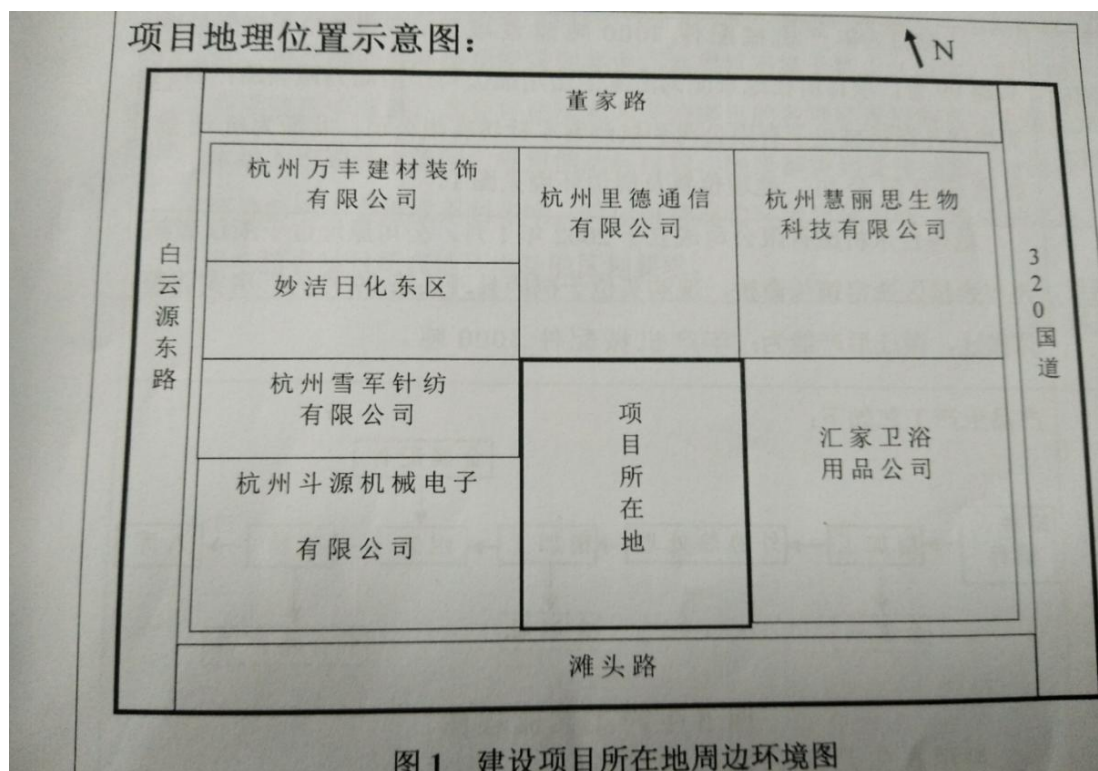 项目地理位置示意图：
N
董家路
杭州万丰建材装饰
有限公司
杭州里德通信
有限公司
杭州慧丽思生物
科技有限公司
白云源东路
妙洁日化东区
320国道
杭州雪军针纺
有限公司
项目所在地
汇家卫浴
用品公司
杭州斗源机械电子
有限公司
滩头路
图1 建设项目所在地周边环境图